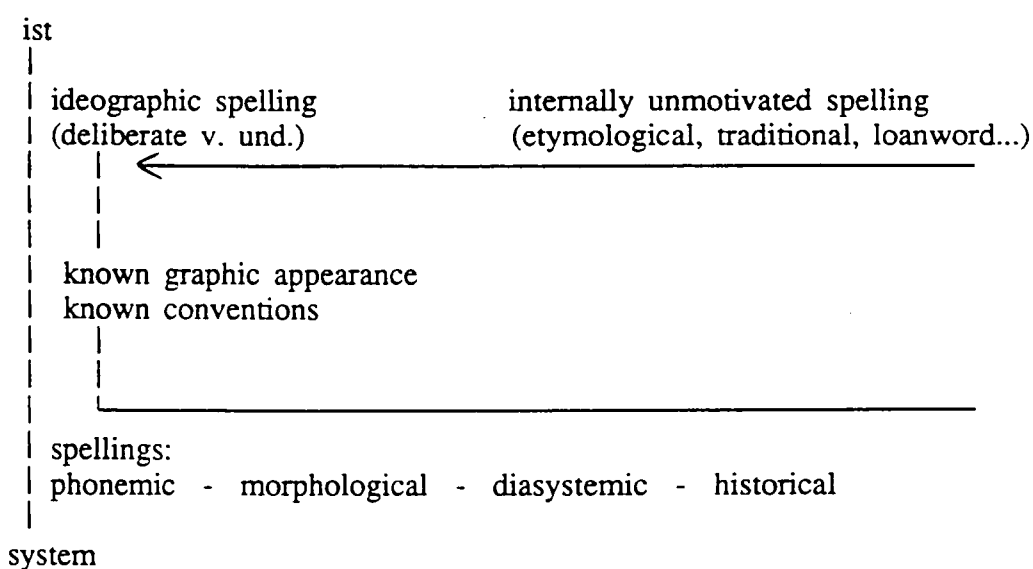 ist
ideographic spelling internally unmotivated spelling
(deliberate v. und.) (etymological, traditional, loanword...)
known graphic appearance
known conventions
spellings:
phonemic - morphological - diasystemic - historical
system